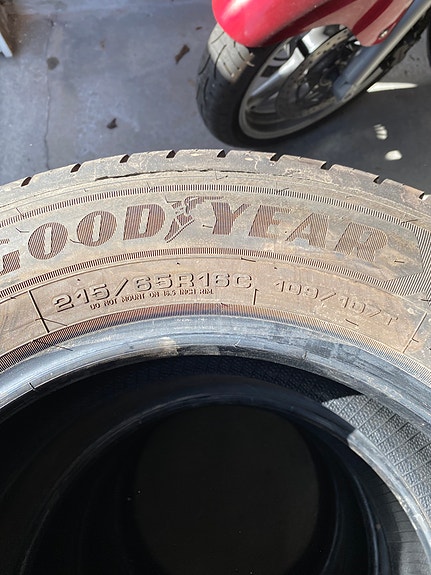 GOODYEAR
215/65R16C 109/107T
DO NOT MOUNT ON 16.5 INCH RIM